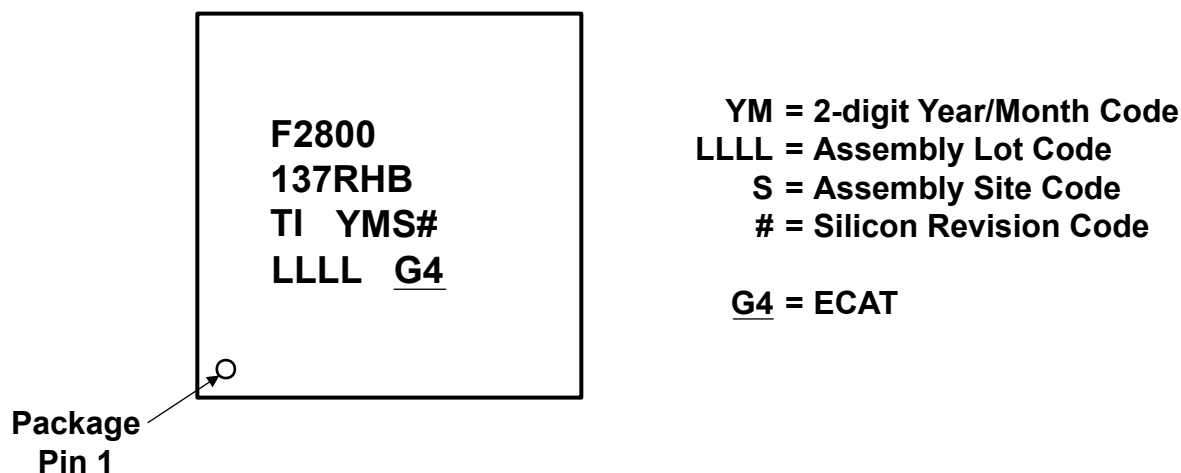 F2800
137RHB
TI YMS#
LLLL G4
Package
Pin 1
YM = 2-digit Year/Month Code
LLLL = Assembly Lot Code
S = Assembly Site Code
# = Silicon Revision Code
G4 = ECAT